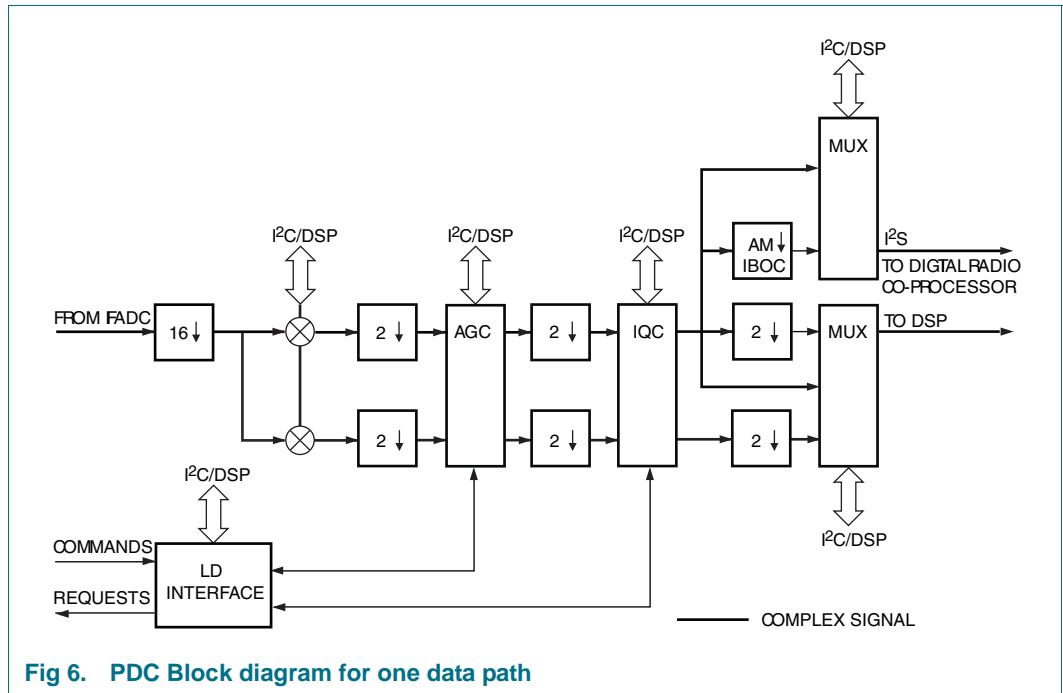 I²C/DSP
MUX
I²C/DSP
I²C/DSP
I²C/DSP
AM ↓
IBOC
I²S
TO DIGTALRADIO
CO-PROCESSOR
FROM IFADC
16 ↓
2 ↓
AGC
2 ↓
IQC
2 ↓
MUX
TO DSP
2 ↓
2 ↓
2 ↓
I²C/DSP
I²C/DSP
COMMANDS
LD
INTERFACE
REQUESTS
COMPLEX SIGNAL
Fig 6. PDC Block diagram for one data path